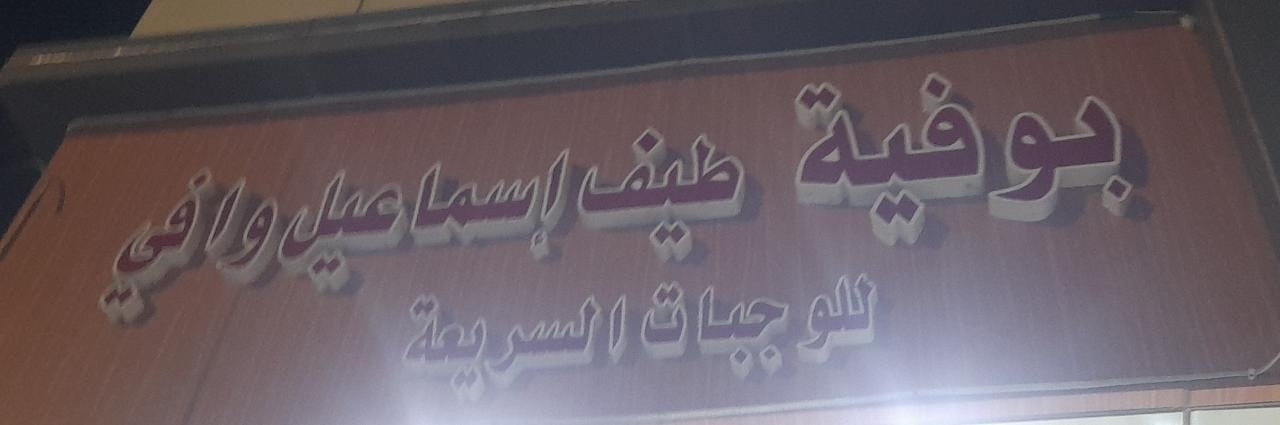 بوفية طيف إسماعيل وافي
للوجبات السريعة